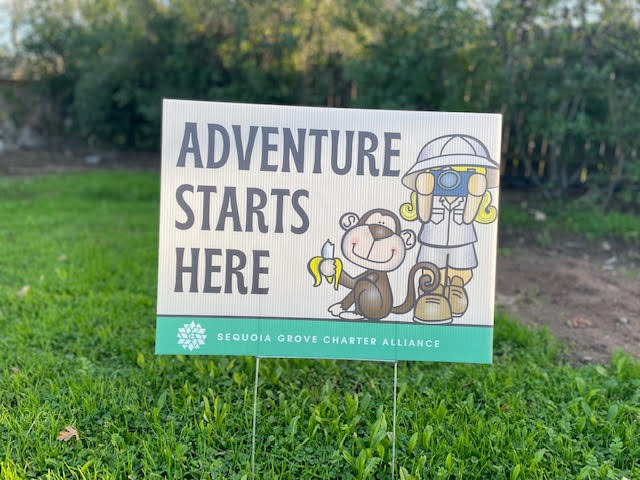 ADVENTURE
STARTS
HERE
SEQUOIA GROVE CHARTER ALLIANCE